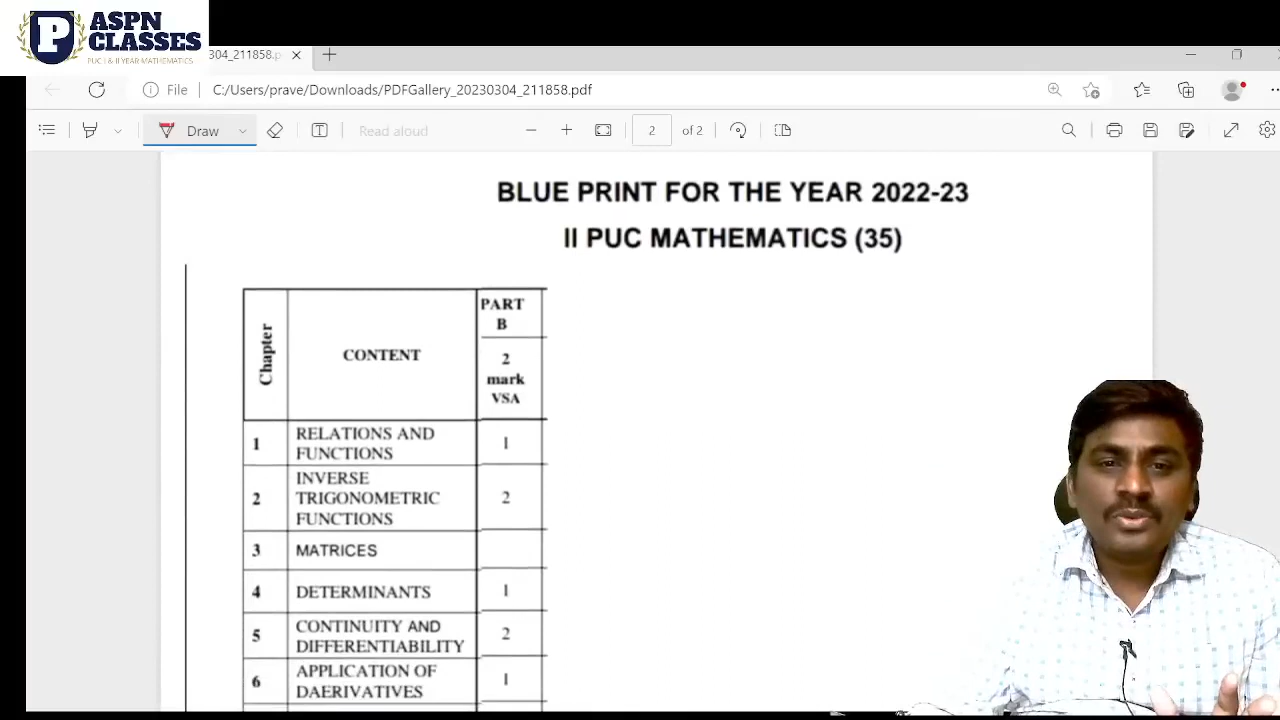 P
ASPN
CLASSES
PUC I & II YEAR MATHEMATICS
304_211858.p
File C:/Users/prave/Downloads/PDFGallery_20230304_211858.pdf
Draw
Read aloud
2 of 2
BLUE PRINT FOR THE YEAR 2022-23
II PUC MATHEMATICS (35)
Chapter
CONTENT
PART
B
2
mark
VSA
1 RELATIONS AND
FUNCTIONS 1
2 INVERSE
TRIGONOMETRIC
FUNCTIONS 2
3 MATRICES
4 DETERMINANTS 1
5 CONTINUITY AND
DIFFERENTIABILITY 2
6 APPLICATION OF
DAERIVATIVES 1